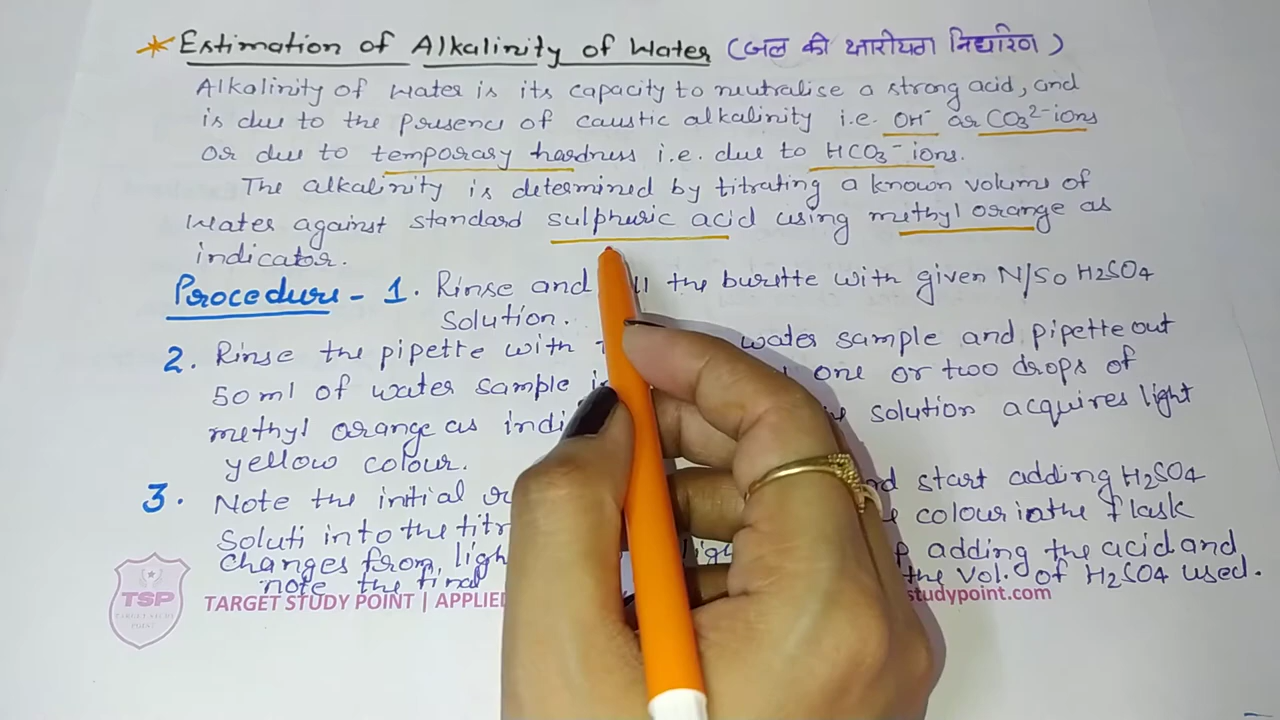 Estimation of Alkalinity of Water (जल की क्षारीयता निर्धारण)
Alkalinity of water is its capacity to neutralise a strong acid, and
is due to the presence of caustic alkalinity i.e. OH⁻ or CO₃²⁻ ions
or due to temporary hardness i.e. due to HCO₃⁻ ions.
The alkalinity is determined by titrating a known volume of
water against standard sulphuric acid using methyl orange as
indicator.
Procedure - 1. Rinse and the burette with given N/50 H₂SO₄
Solution.
2. Rinse the pipette with water sample and pipette out
50ml of water sample one or two drops of
methyl orange as solution acquires light
yellow colour.
3. Note the initial start adding H₂SO₄
Soluti into the colour in the flask
changes from, adding the acid and
note the final the vol. of H₂SO₄ used.
TSP
TARGET STUDY POINT
TARGET STUDY POINT | studypoint.com